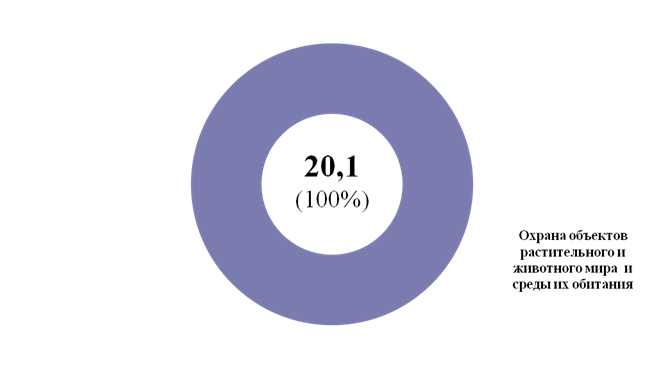 20,1
(100%)
Охрана объектов
растительного и
животного мира и
среды их обитания